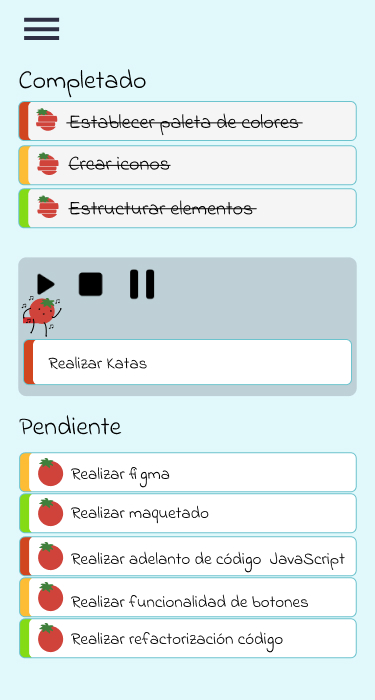 Completado
Establecer paleta de colores
Crear iconos
Estructurar elementos
Realizar Katas
Pendiente
Realizar figma
Realizar maquetado
Realizar adelanto de código JavaScript
Realizar funcionalidad de botones
Realizar refactorización código